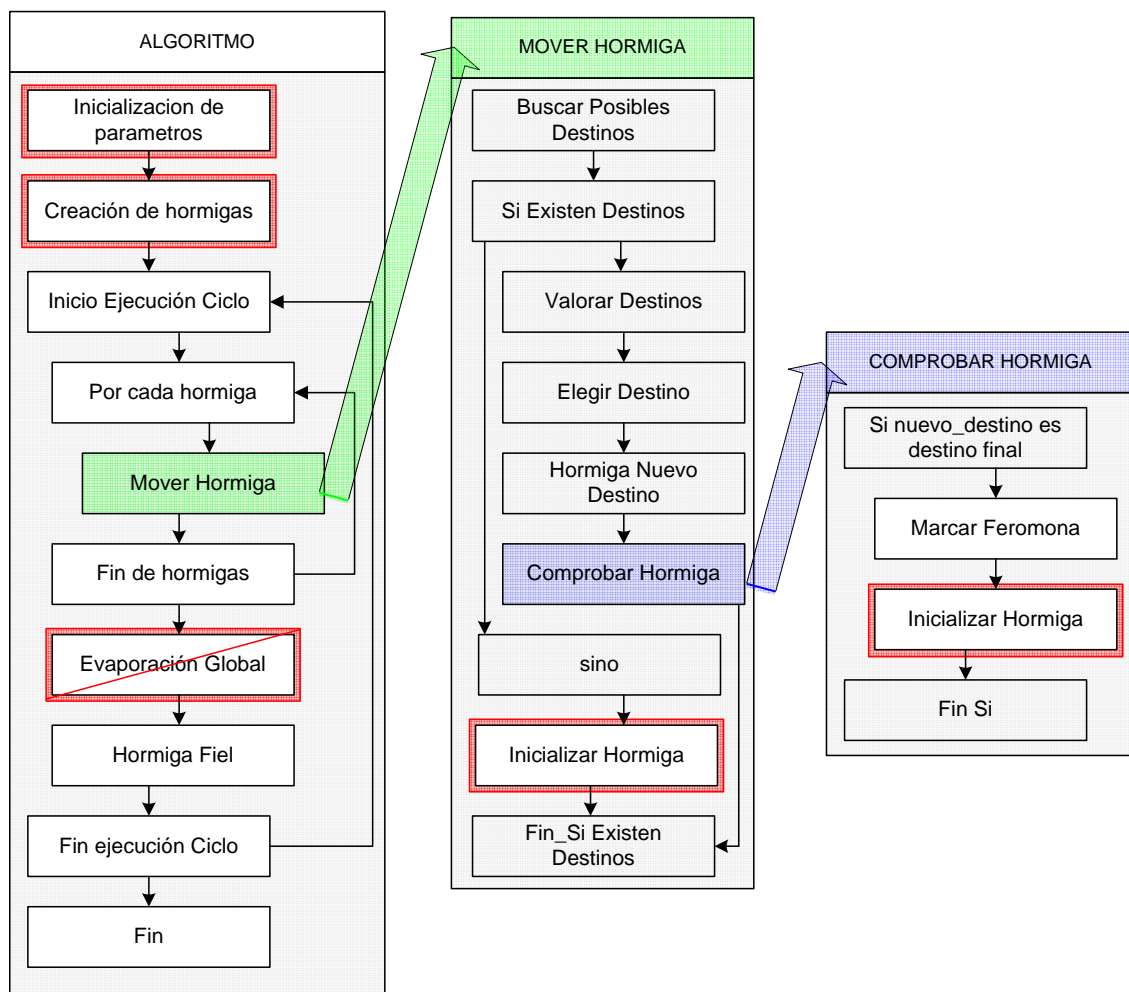 ALGORITMO
Inicializacion de
parametros
Creación de hormigas
Inicio Ejecución Ciclo
Por cada hormiga
Mover Hormiga
Fin de hormigas
Evaporación Global
Hormiga Fiel
Fin ejecución Ciclo
Fin
MOVER HORMIGA
Buscar Posibles
Destinos
Si Existen Destinos
Valorar Destinos
Elegir Destino
Hormiga Nuevo
Destino
Comprobar Hormiga
sino
Inicializar Hormiga
Fin_Si Existen
Destinos
COMPROBAR HORMIGA
Si nuevo_destino es
destino final
Marcar Feromona
Inicializar Hormiga
Fin Si